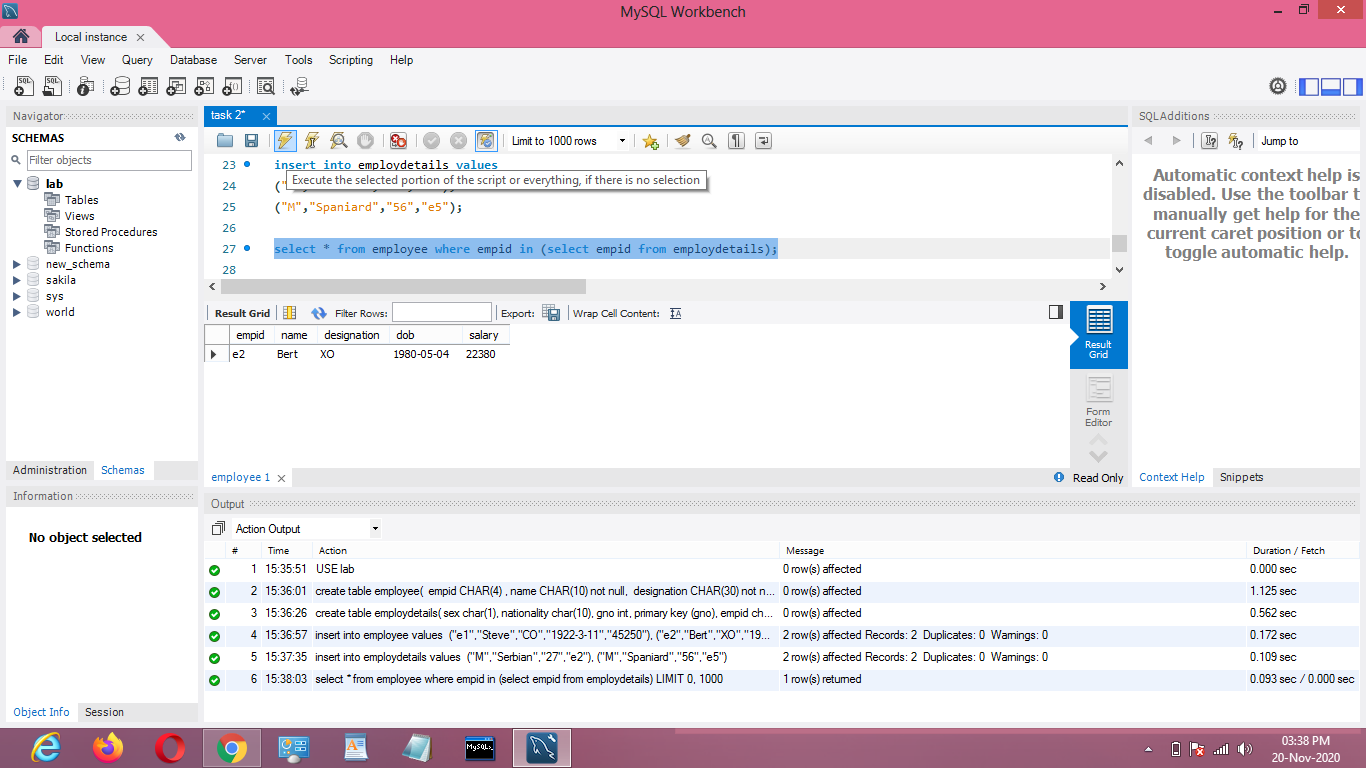 MySQL Workbench
Local instance
File Edit View Query Database Server Tools Scripting Help
Navigator
SCHEMAS
Filter objects
lab
Tables
Views
Stored Procedures
Functions
new_schema
sakila
sys
world
Administration Schemas
Information
No object selected
Object Info Session
task 2*
Limit to 1000 rows
23 insert into employdetails values
Execute the selected portion of the script or everything, if there is no selection
24 ("
25 ("M","Spaniard","56","e5");
26
27 select * from employee where empid in (select empid from employdetails);
28
Result Grid Filter Rows: Export: Wrap Cell Content:
empid name designation dob salary
e2 Bert XO 1980-05-04 22380
Result Grid
Form Editor
employee 1 Read Only
SQLAdditions
Jump to
Automatic context help is
disabled. Use the toolbar t
manually get help for the
current caret position or to
toggle automatic help.
Context Help Snippets
Output
Action Output
# Time Action Message Duration / Fetch
1 15:35:51 USE lab 0 row(s) affected 0.000 sec
2 15:36:01 create table employee( empid CHAR(4) , name CHAR(10) not null, designation CHAR(30) not n... 0 row(s) affected 1.125 sec
3 15:36:26 create table employdetails( sex char(1), nationality char(10), gno int, primary key (gno), empid ch... 0 row(s) affected 0.562 sec
4 15:36:57 insert into employee values ("e1","Steve","CO","1922-3-11","45250"), ("e2","Bert","XO","19... 2 row(s) affected Records: 2 Duplicates: 0 Warnings: 0 0.172 sec
5 15:37:35 insert into employdetails values ("M","Serbian","27","e2"), ("M","Spaniard","56","e5") 2 row(s) affected Records: 2 Duplicates: 0 Warnings: 0 0.109 sec
6 15:38:03 select * from employee where empid in (select empid from employdetails) LIMIT 0, 1000 1 row(s) returned 0.093 sec / 0.000 sec
MySQL
03:38 PM
20-Nov-2020